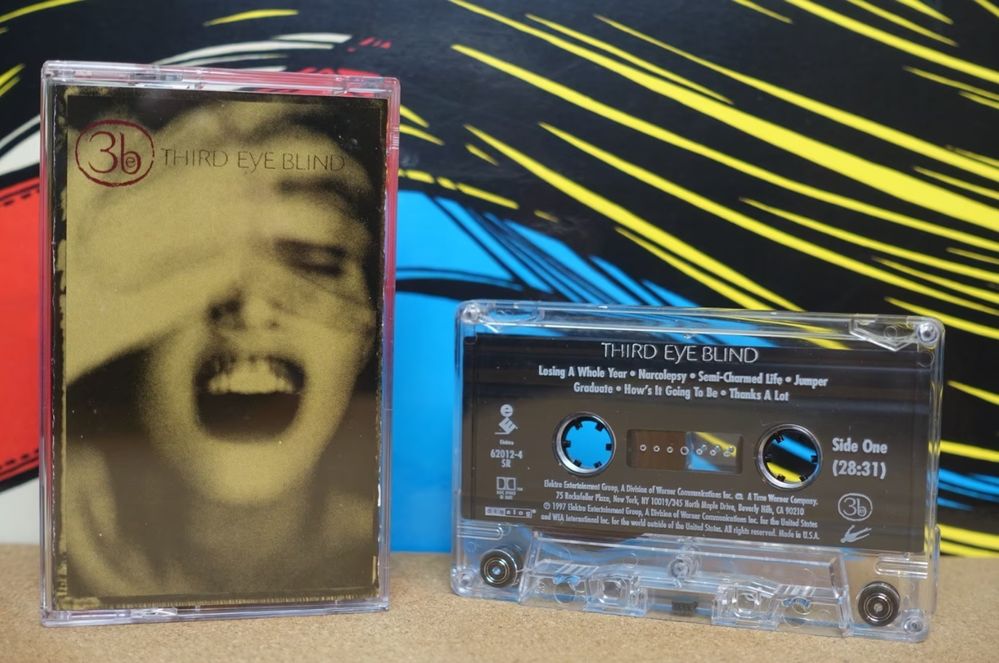 3eb THIRD EYE BLIND
THIRD EYE BLIND
Losing A Whole Year • Narcolepsy • Semi-Charmed Life • Jumper
Graduate • How's It Going To Be • Thanks A Lot
Elektra
62012-4
SR
Side One
(28:31)
Elektra Entertainment Group, A Division of Warner Communications Inc. A Time Warner Company.
75 Rockefeller Plaza, New York, NY 10019/345 North Maple Drive, Beverly Hills, CA 90210
© 1997 Elektra Entertainment Group, A Division of Warner Communications Inc. for the United States
and WEA International Inc. for the world outside of the United States. All rights reserved. Made in U.S.A.
3eb